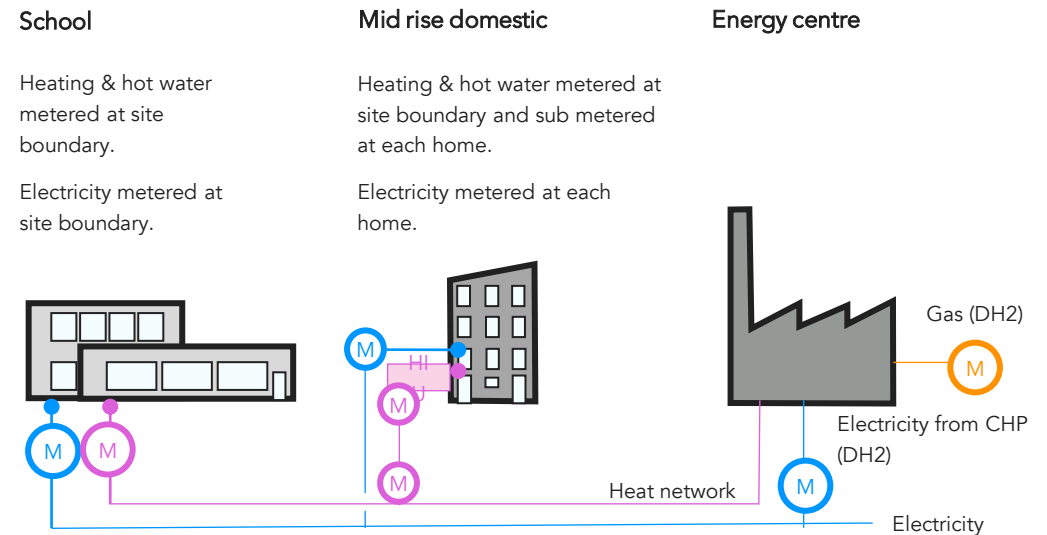 School
Mid rise domestic
Energy centre
Heating & hot water
metered at site
boundary.
Electricity metered at
site boundary.
Heating & hot water metered at
site boundary and sub metered
at each home.
Electricity metered at each
home.
Gas (DH2)
M
M
HI
U
M
Electricity from CHP
(DH2)
M
M
M
M
Heat network
Electricity